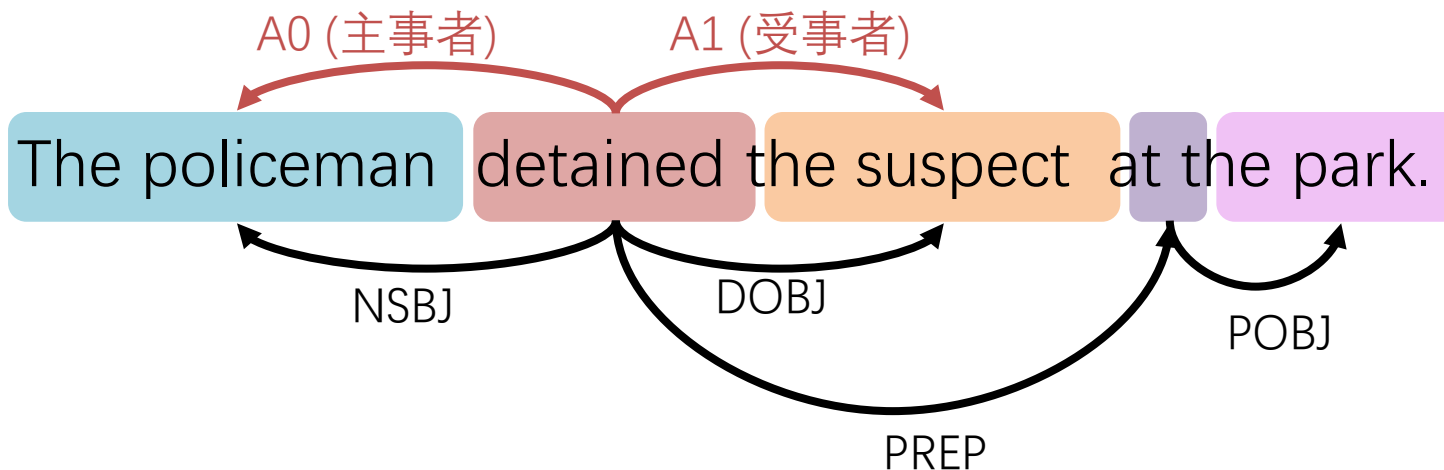 A0 (主事者) A1 (受事者)
The policeman detained the suspect at the park.
NSBJ DOBJ
POBJ
PREP